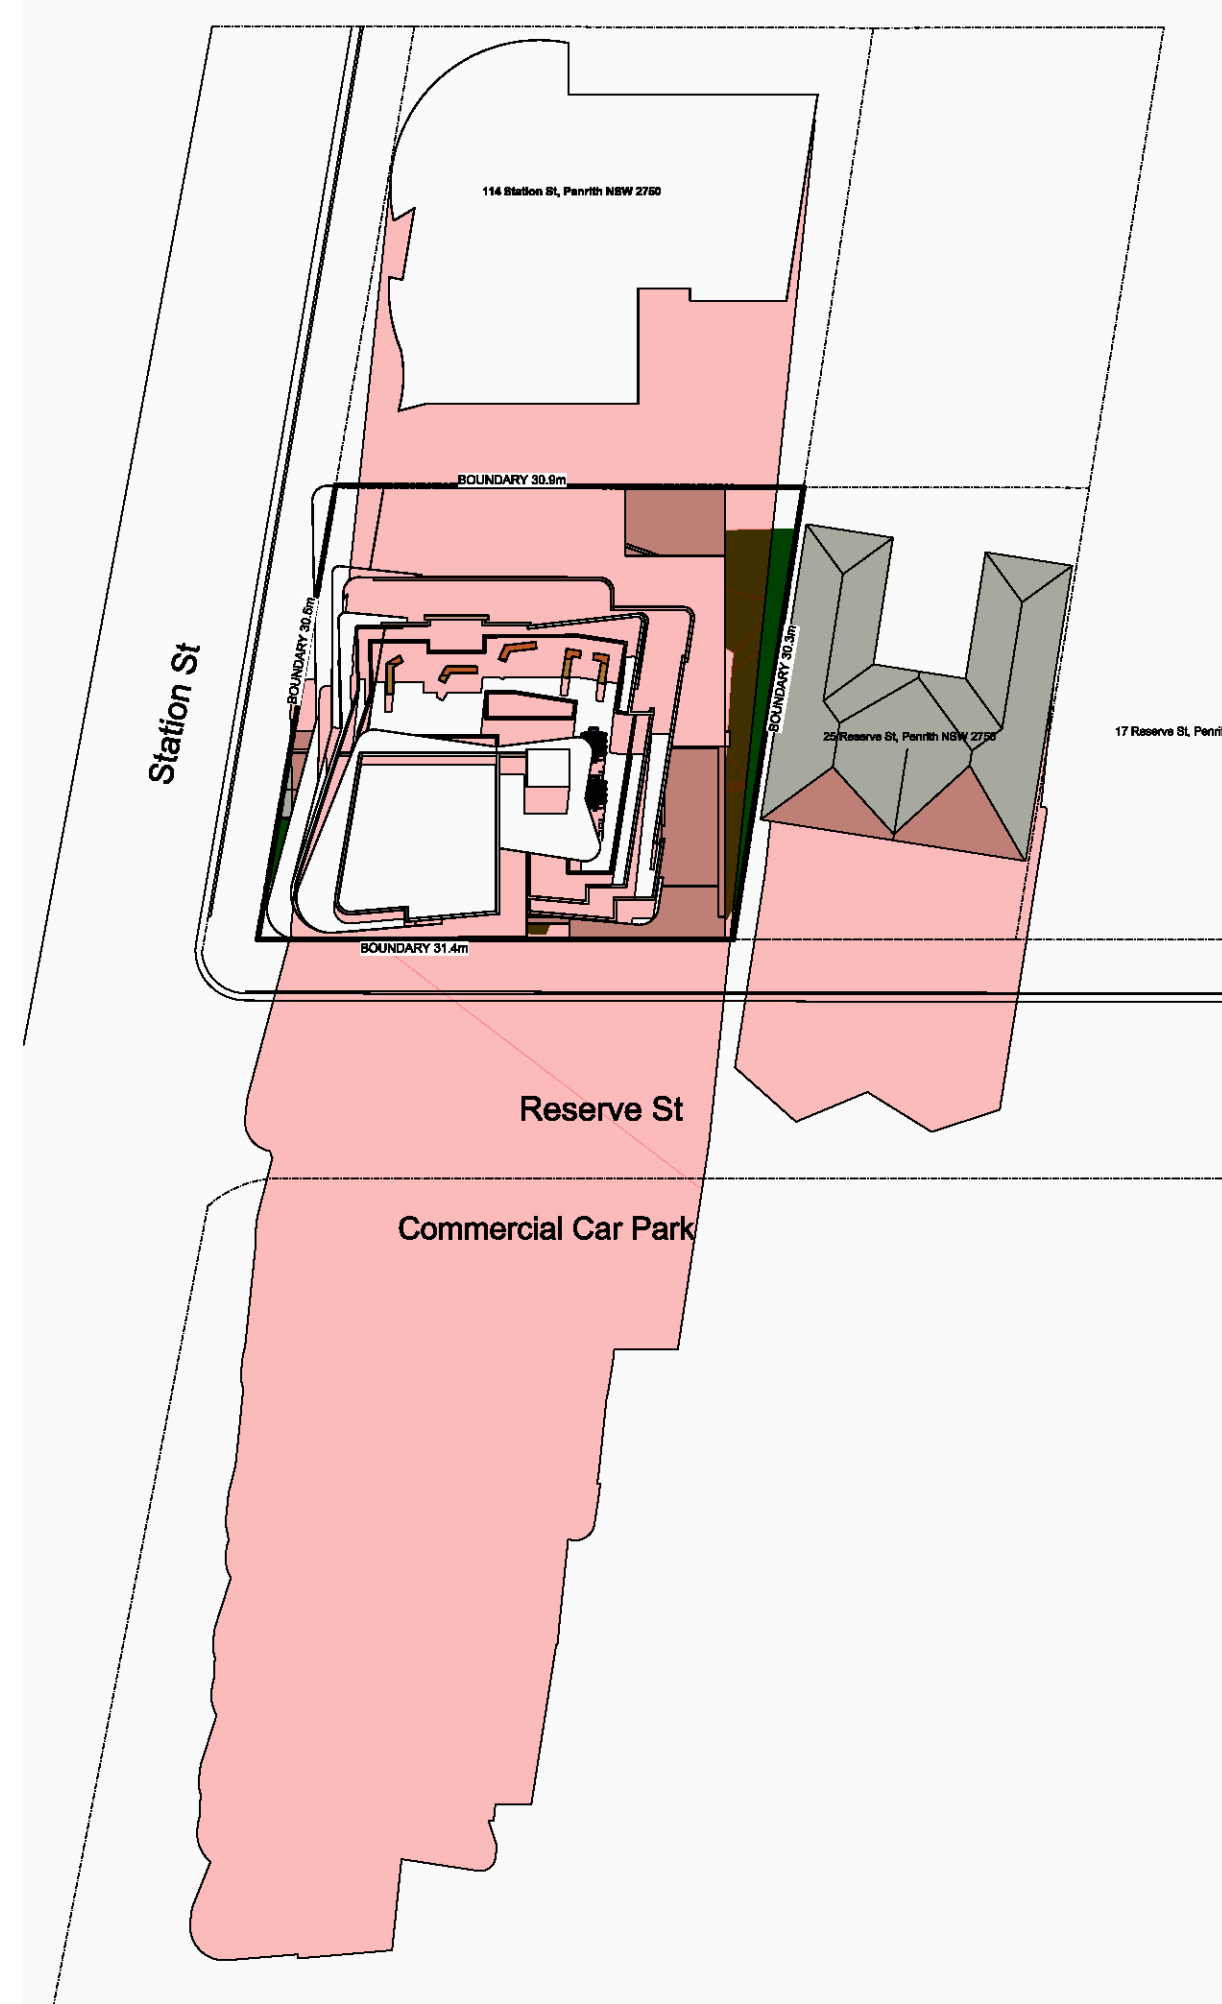 114 Station St, Penrith NSW 2750
BOUNDARY 30.9m
BOUNDARY 30.5m
BOUNDARY 30.3m
Station St
25 Reserve St, Penrith NSW 2750
17 Reserve St, Penri
BOUNDARY 31.4m
Reserve St
Commercial Car Park